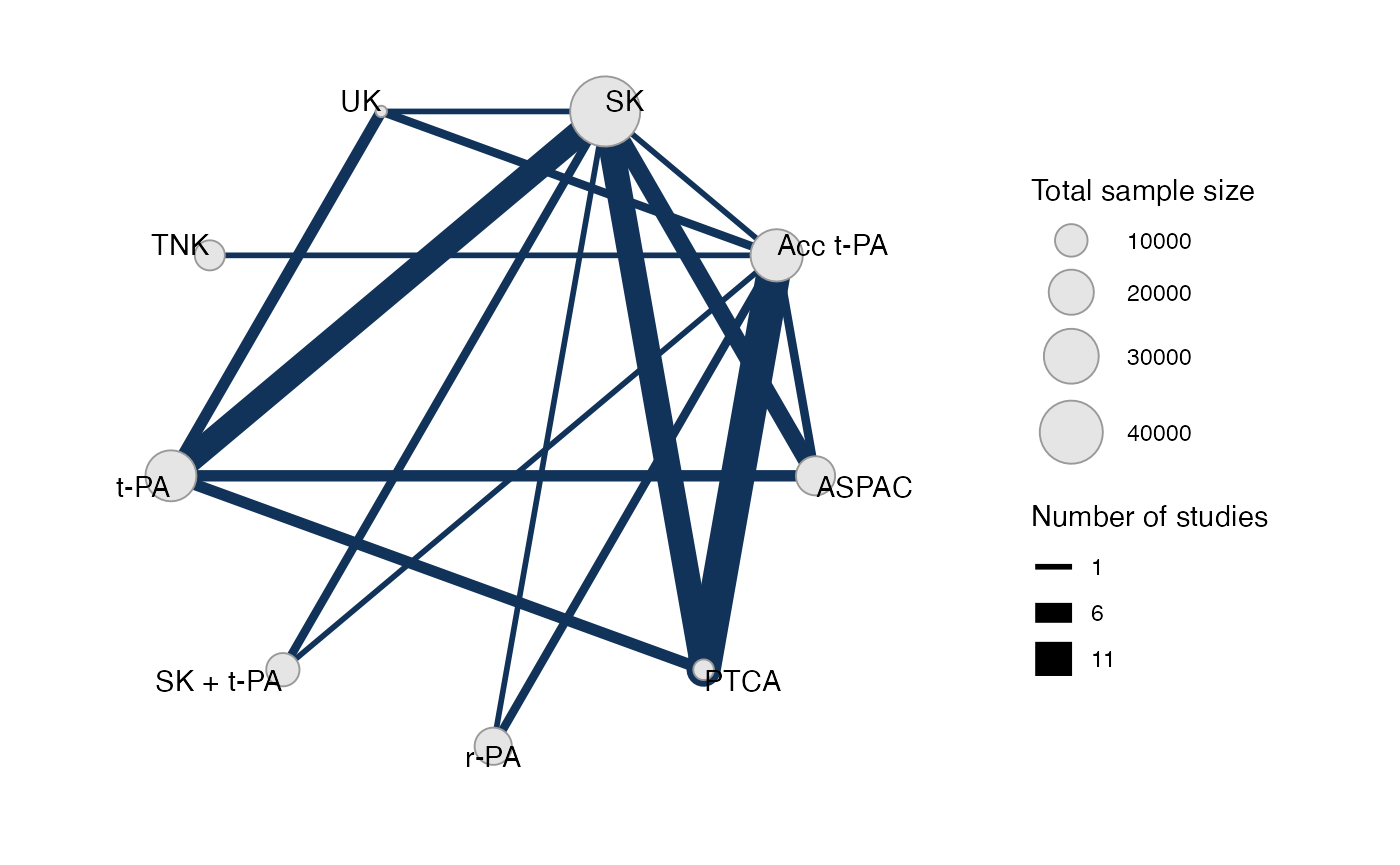 SK
UK
Acc t-PA
TNK
t-PA
ASPAC
SK + t-PA
PTCA
r-PA
Total sample size
10000
20000
30000
40000
Number of studies
1
6
11